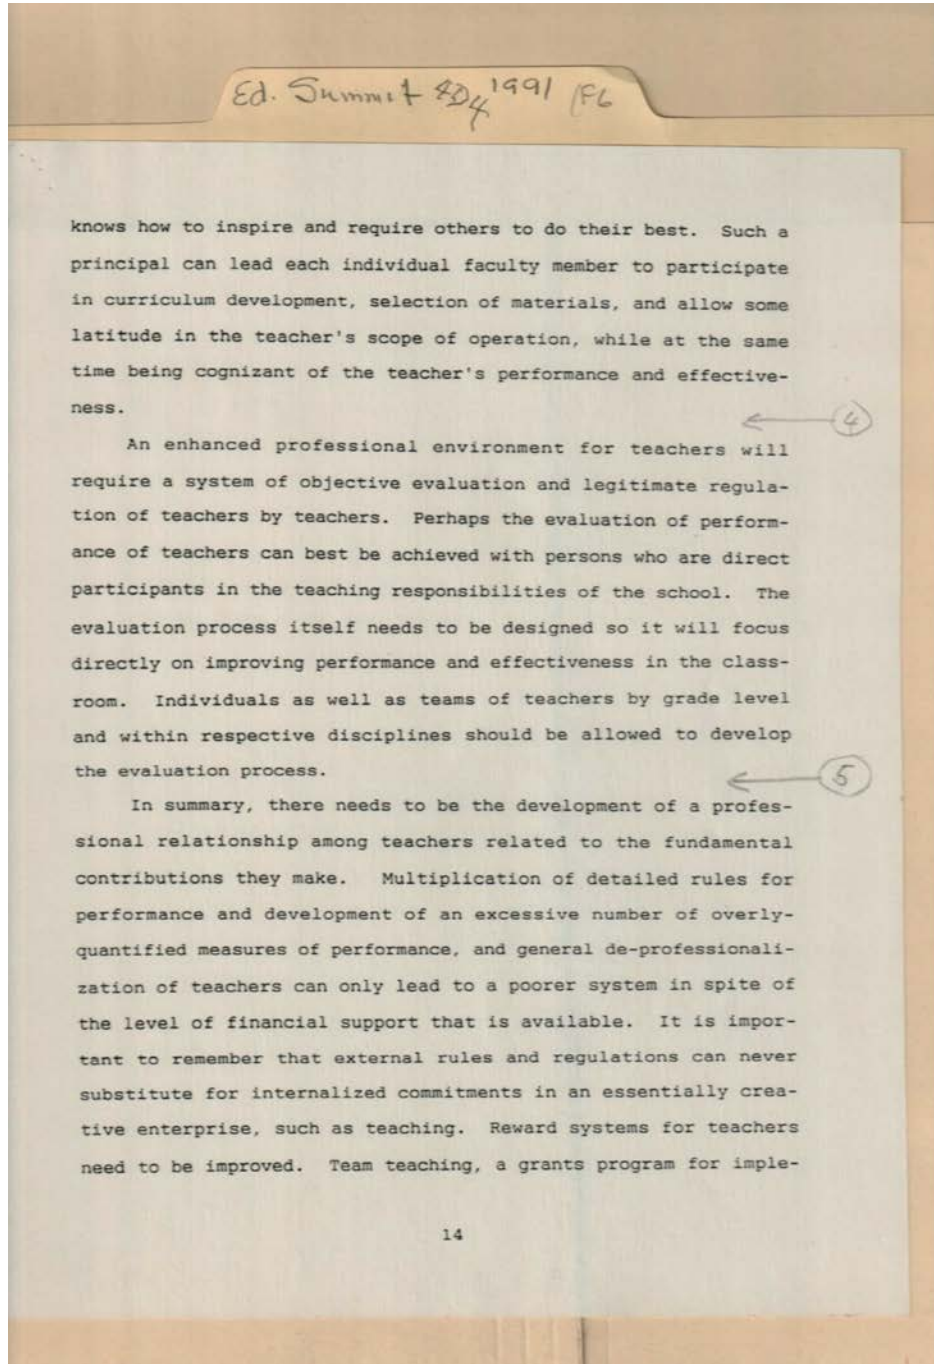 Ed. Summit 1991
knows how to inspire and require others to do their best. Such a
principal can lead each individual faculty member to participate
in curriculum development, selection of materials, and allow some
latitude in the teacher's scope of operation, while at the same
time being cognizant of the teacher's performance and effective-
ness.
4
An enhanced professional environment for teachers will
require a system of objective evaluation and legitimate regula-
tion of teachers by teachers. Perhaps the evaluation of perform-
ance of teachers can best be achieved with persons who are direct
participants in the teaching responsibilities of the school. The
evaluation process itself needs to be designed so it will focus
directly on improving performance and effectiveness in the class-
room. Individuals as well as teams of teachers by grade level
and within respective disciplines should be allowed to develop
the evaluation process.
5
In summary, there needs to be the development of a profes-
sional relationship among teachers related to the fundamental
contributions they make. Multiplication of detailed rules for
performance and development of an excessive number of overly-
quantified measures of performance, and general de-professionali-
zation of teachers can only lead to a poorer system in spite of
the level of financial support that is available. It is impor-
tant to remember that external rules and regulations can never
substitute for internalized commitments in an essentially crea-
tive enterprise, such as teaching. Reward systems for teachers
need to be improved. Team teaching, a grants program for imple-
14